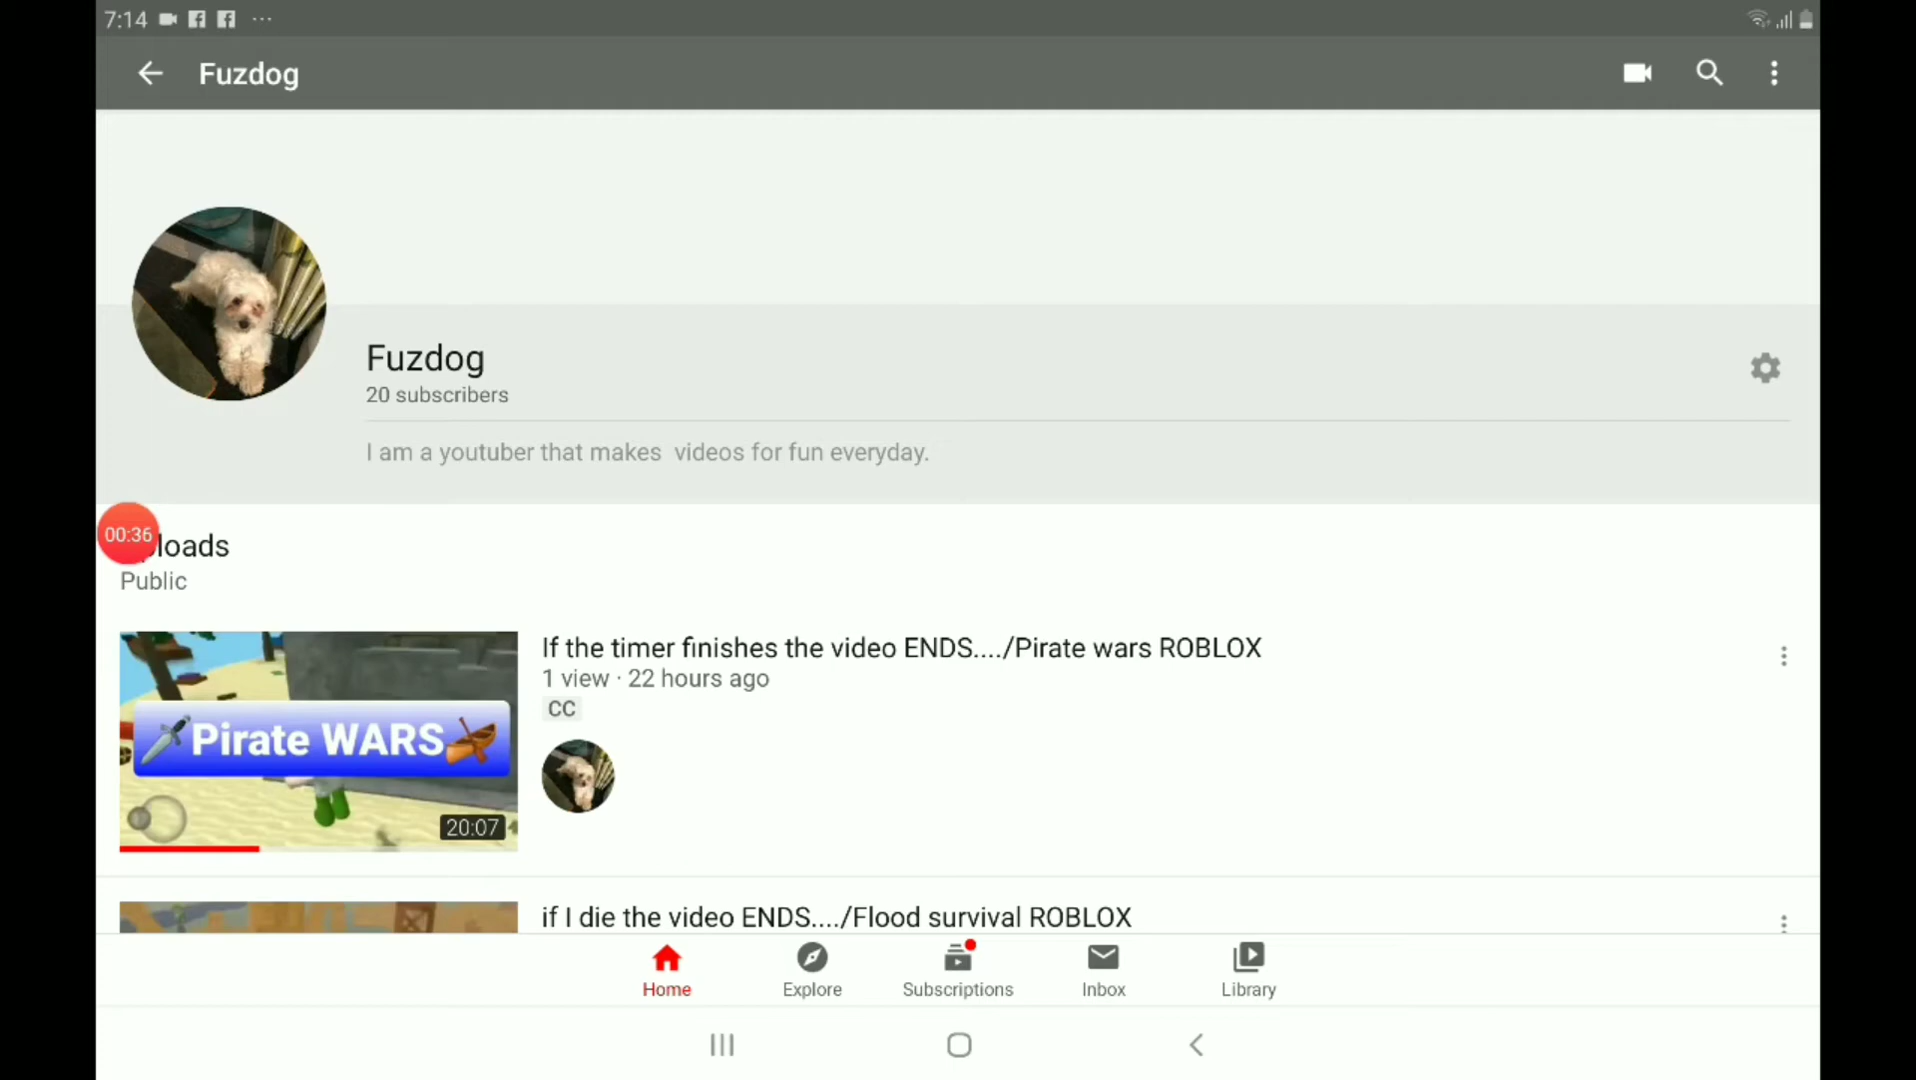 7:14
Fuzdog
Fuzdog
20 subscribers
I am a youtuber that makes  videos for fun everyday.
00:36
ploads
Public
If the timer finishes the video ENDS..../Pirate wars ROBLOX
1 view · 22 hours ago
CC
Pirate WARS
20:07
if I die the video ENDS..../Flood survival ROBLOX
Home
Explore
Subscriptions
Inbox
Library